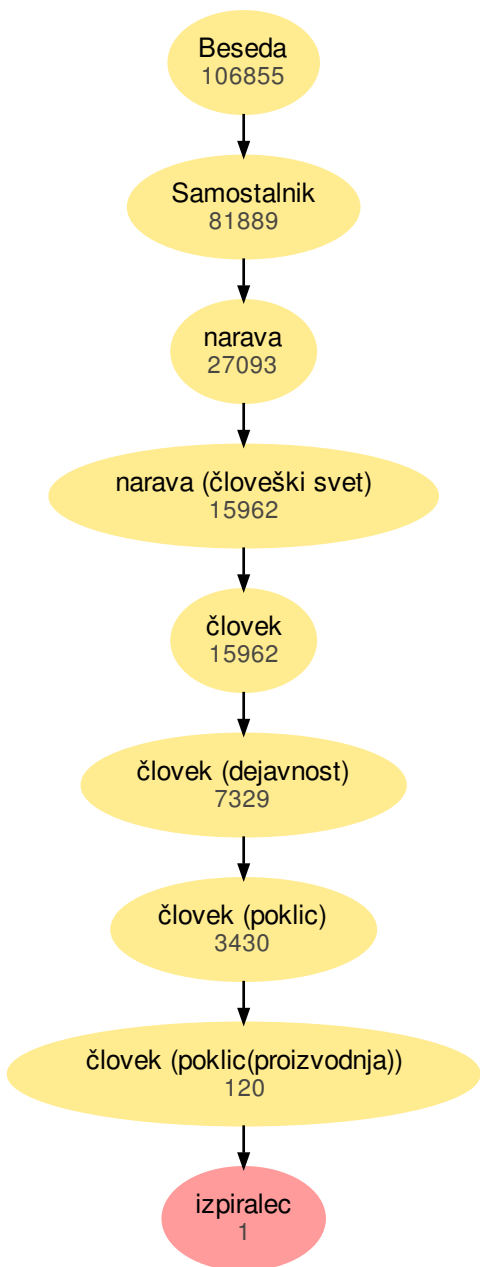 Beseda
106855
Samostalnik
81889
narava
27093
narava (človeški svet)
15962
človek
15962
človek (dejavnost)
7329
človek (poklic)
3430
človek (poklic(proizvodnja))
120
izpiralec
1